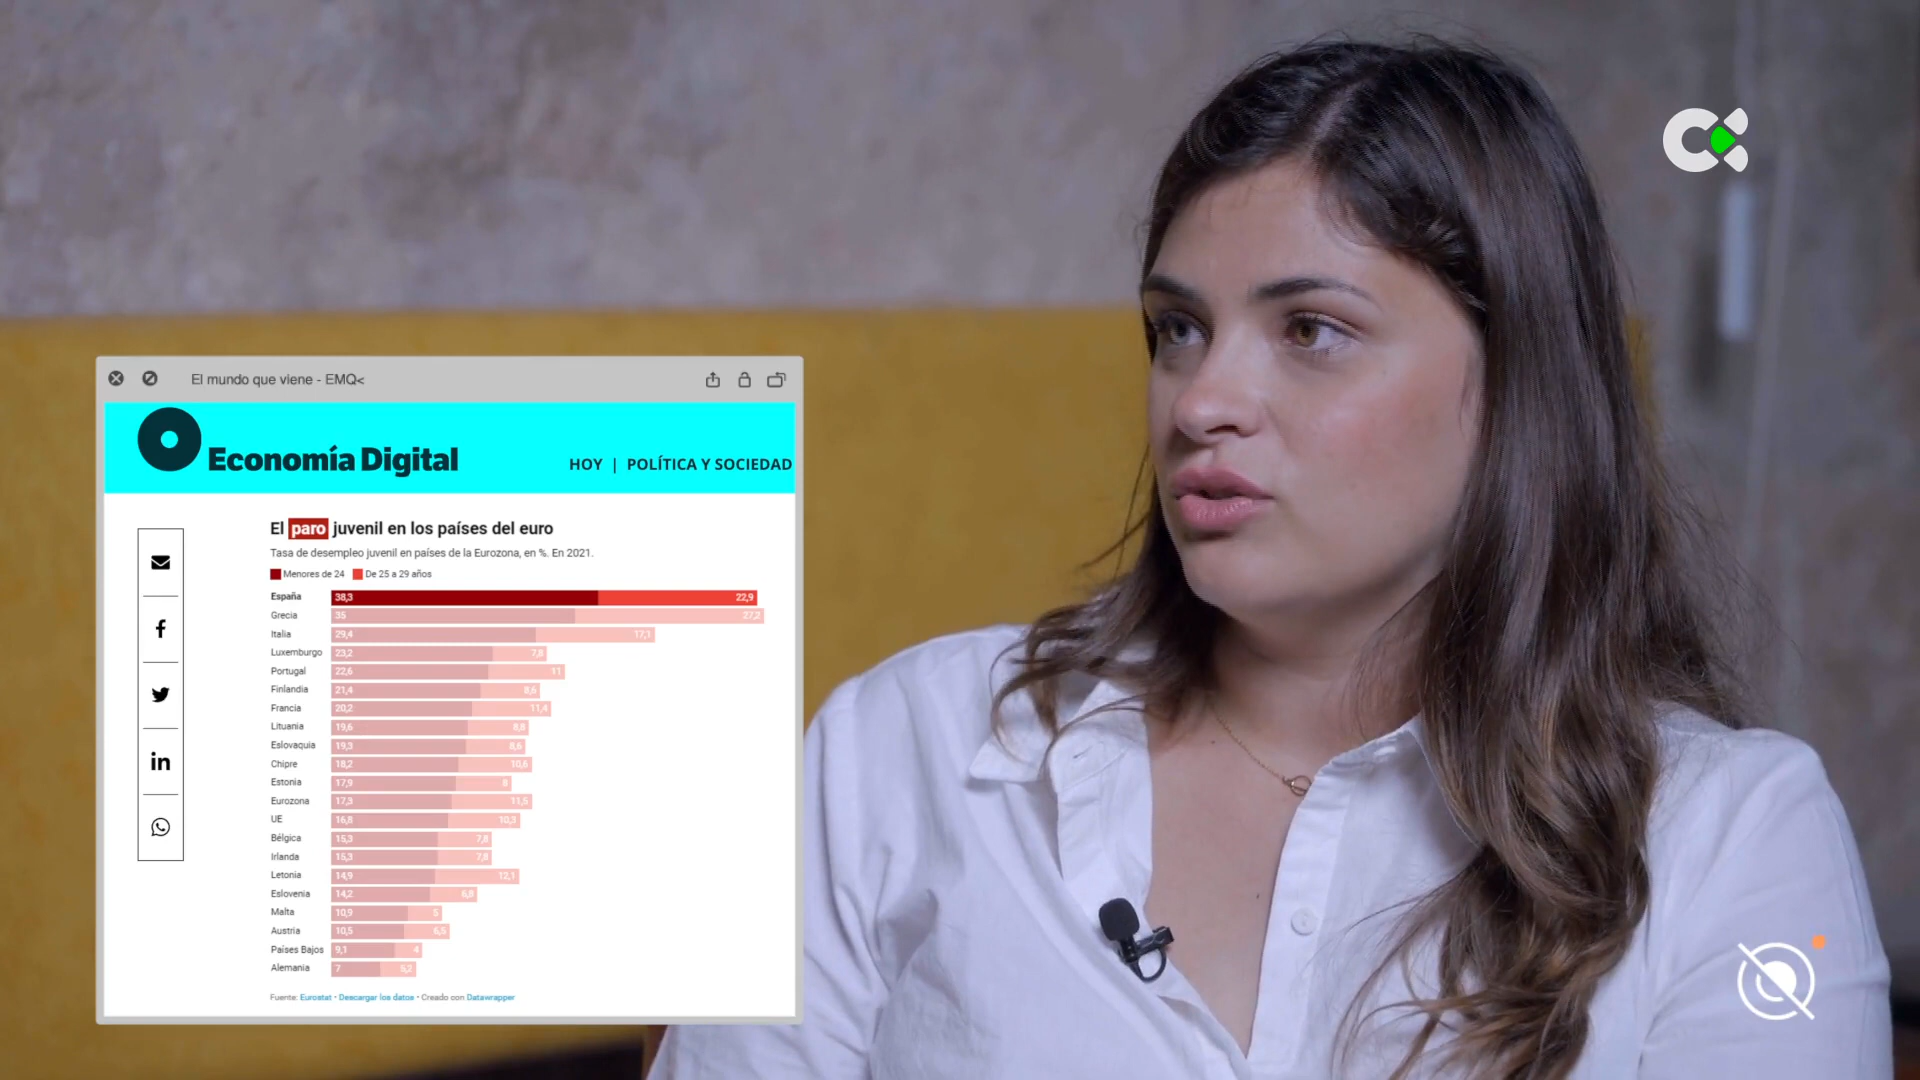 El mundo que viene - EMQ<
Economía Digital
HOY | POLÍTICA Y SOCIEDAD
El paro juvenil en los países del euro
Tasa de desempleo juvenil en países de la Eurozona, en %. En 2021.
Menores de 24 De 25 a 29 años
España 38,3 22,9
Grecia 35 27,2
Italia 29,4 17,1
Luxemburgo 23,2 7,8
Portugal 22,6 11
Finlandia 21,4 8,6
Francia 20,2 11,4
Lituania 19,6 8,8
Eslovaquia 19,3 8,6
Chipre 18,2 10,6
Estonia 17,9 8
Eurozona 17,3 11,5
UE 16,8 10,3
Bélgica 15,3 7,8
Irlanda 15,3 7,8
Letonia 14,9 12,1
Eslovenia 14,2 6,8
Malta 10,9 5
Austria 10,5 6,5
Países Bajos 9,1 4
Alemania 7 5,2
Fuente: Eurostat • Descargar los datos • Creado con Datawrapper